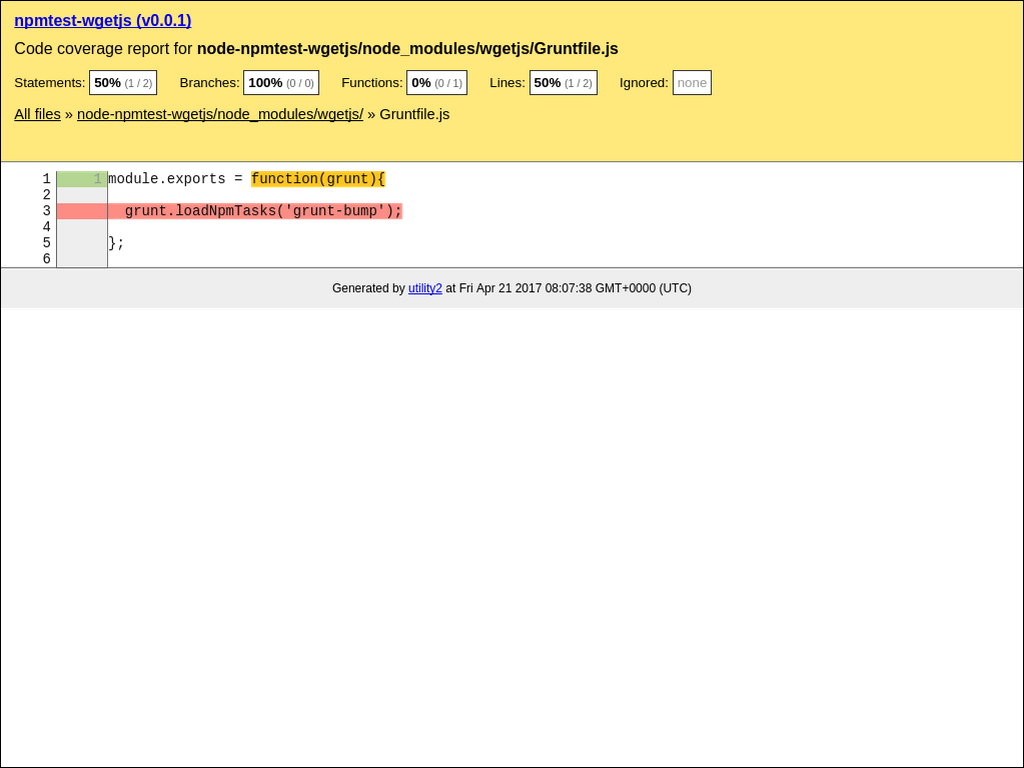 npmtest-wgetjs (v0.0.1)
Code coverage report for node-npmtest-wgetjs/node_modules/wgetjs/Gruntfile.js
Statements: 50% (1 / 2) Branches: 100% (0 / 0) Functions: 0% (0 / 1) Lines: 50% (1 / 2) Ignored: none
All files » node-npmtest-wgetjs/node_modules/wgetjs/ » Gruntfile.js
1 1 module.exports = function(grunt){
2
3   grunt.loadNpmTasks('grunt-bump');
4
5 };
6
Generated by utility2 at Fri Apr 21 2017 08:07:38 GMT+0000 (UTC)